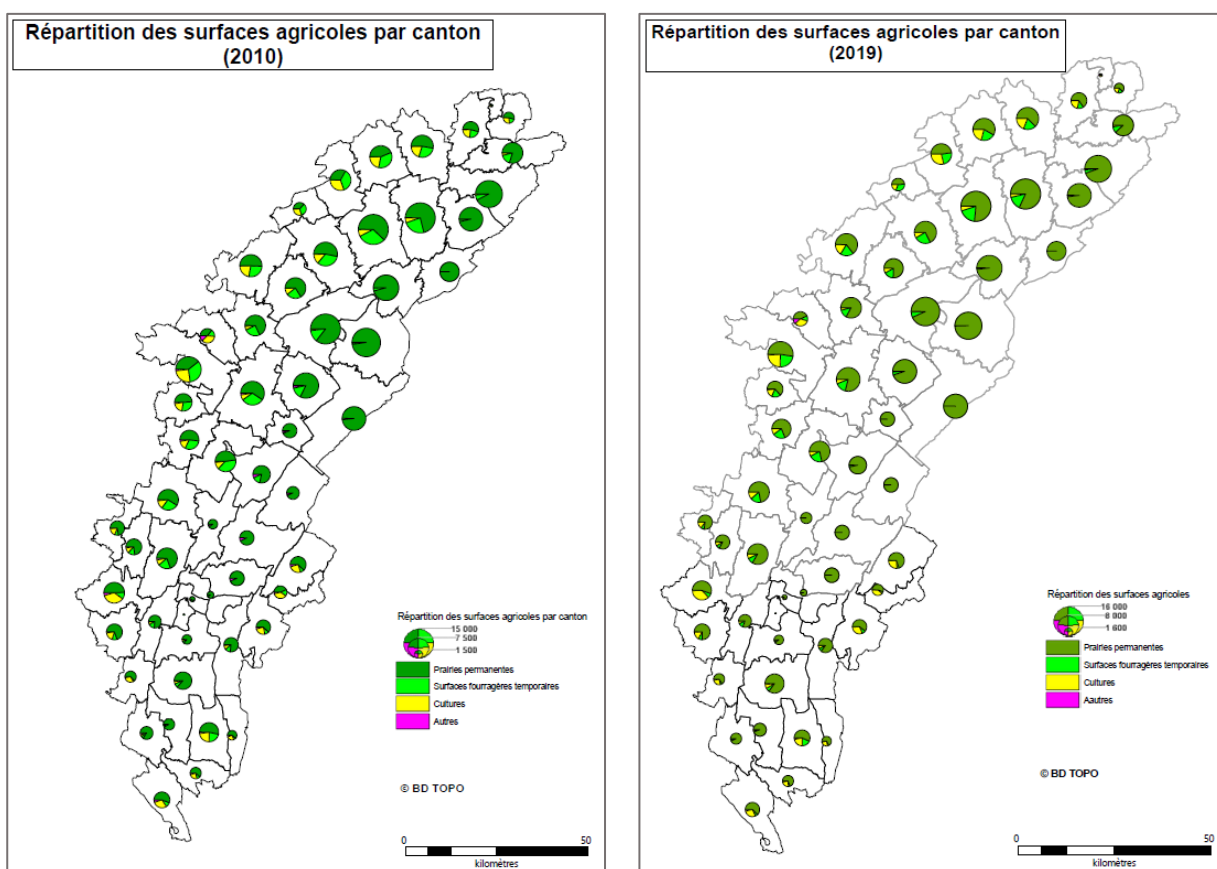 Répartition des surfaces agricoles par canton
(2010)
Répartition des surfaces agricoles par canton
15 000
7 500
1 500
Prairies permanentes
Surfaces fourragères temporaires
Cultures
Autres
© BD TOPO
0
50
kilomètres
Répartition des surfaces agricoles par canton
(2019)
Répartition des surfaces agricoles
16 000
8 000
1 600
Prairies permanentes
Surfaces fourragères temporaires
Cultures
Aautres
© BD TOPO
0
50
kilomètres